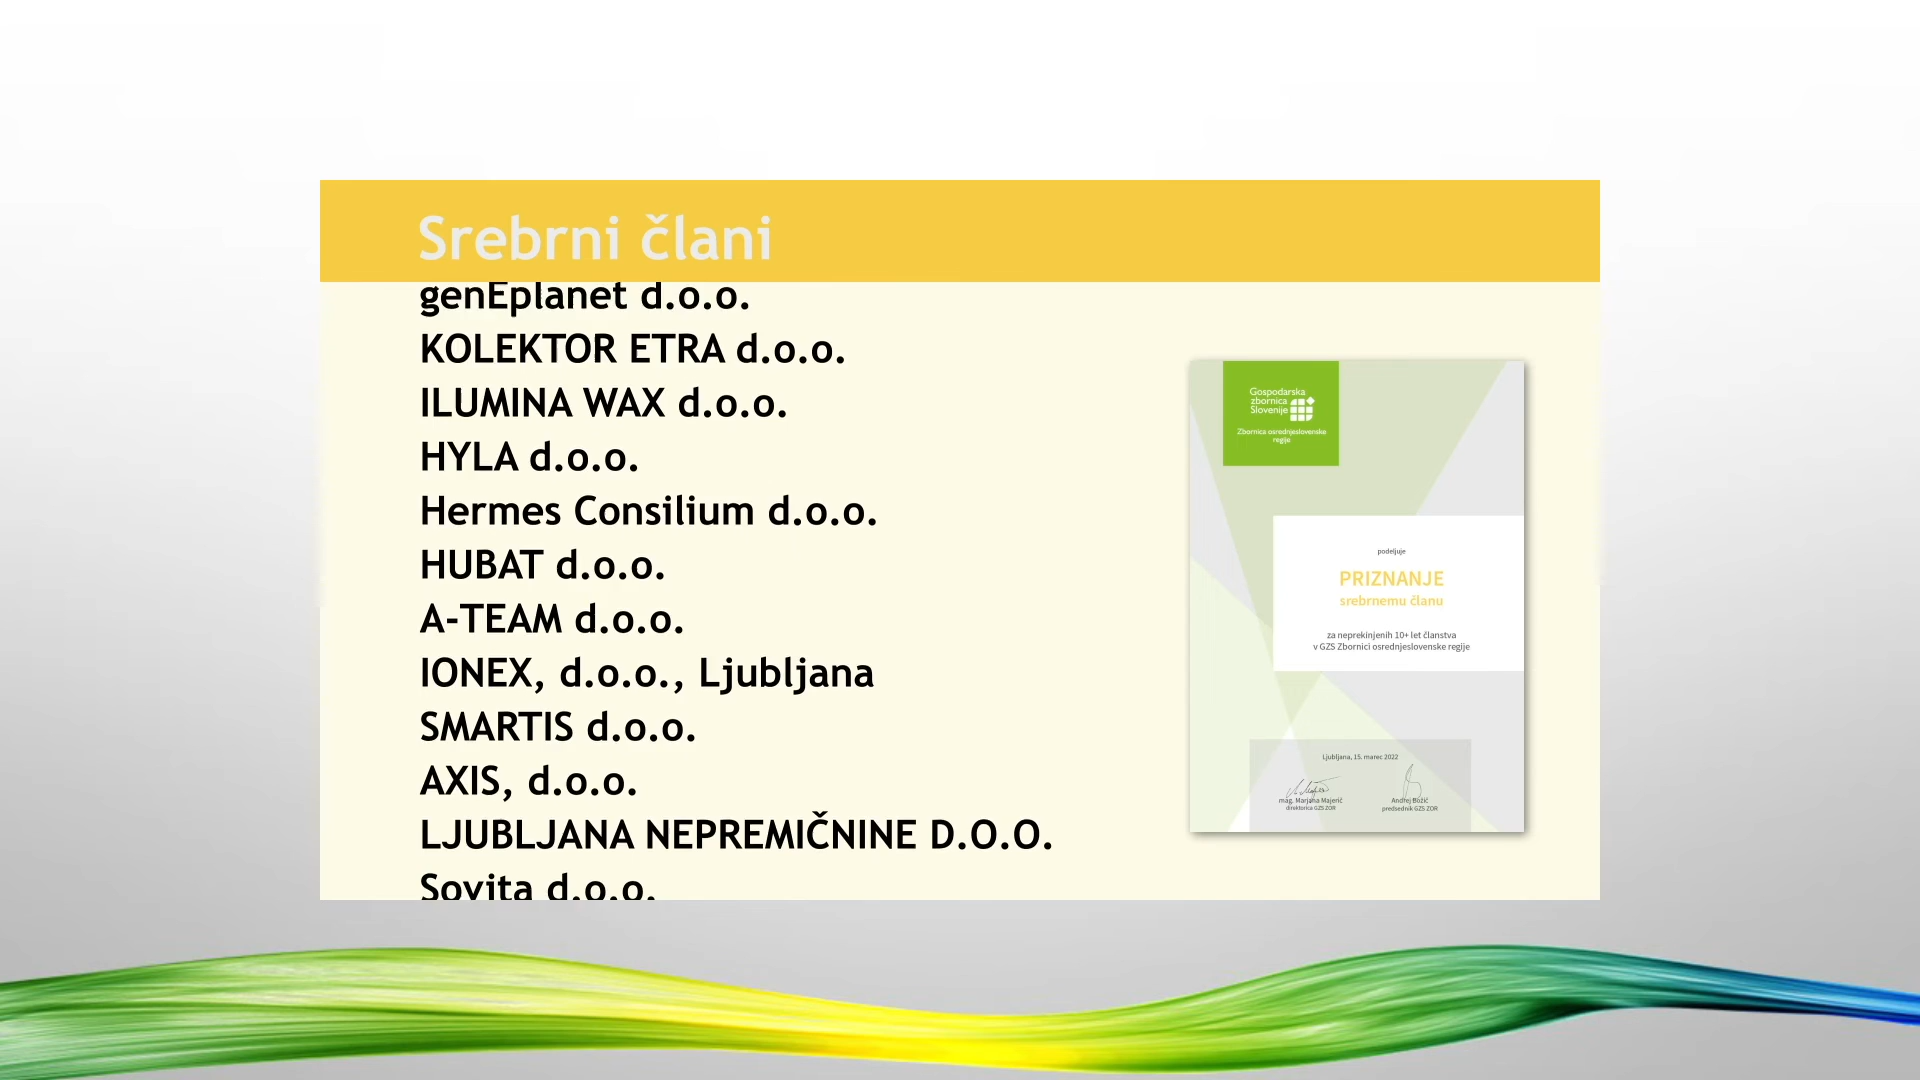 Srebrni člani
genEplanet d.o.o.
KOLEKTOR ETRA d.o.o.
ILUMINA WAX d.o.o.
HYLA d.o.o.
Hermes Consilium d.o.o.
HUBAT d.o.o.
A-TEAM d.o.o.
IONEX, d.o.o., Ljubljana
SMARTIS d.o.o.
AXIS, d.o.o.
LJUBLJANA NEPREMIČNINE D.O.O.
Sovita d.o.o.
Gospodarska
zbornica
Slovenije
Zbornica osrednjeslovenske
regije
podeljuje
PRIZNANJE
srebrnemu članu
za neprekinjenih 10+ let članstva
v GZS Zbornici osrednjeslovenske regije
Ljubljana, 15. marec 2022
mag. Marjana Majerič
direktorica GZS ZOR
Andrej Božič
predsednik GZS ZOR